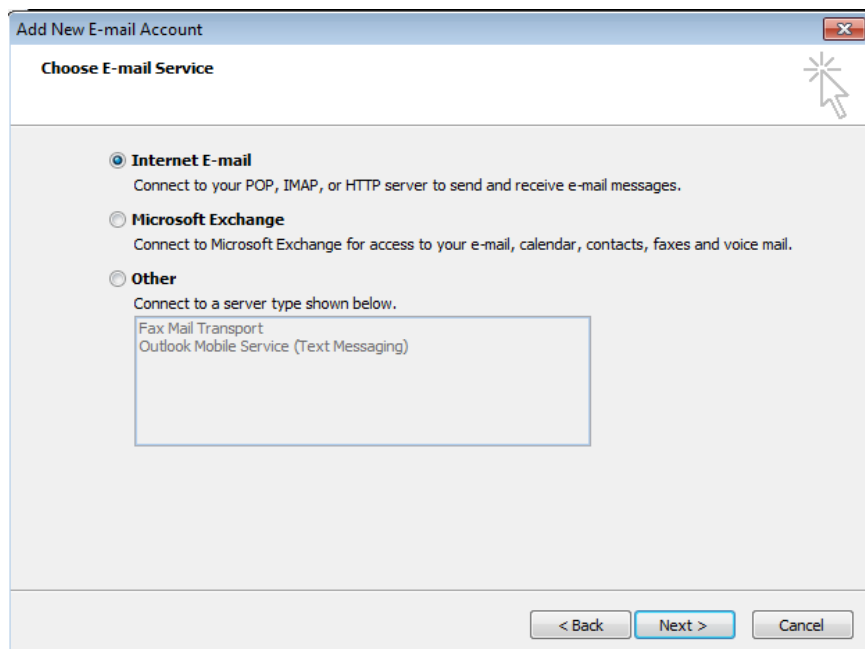 Add New E-mail Account
Choose E-mail Service
Internet E-mail
Connect to your POP, IMAP, or HTTP server to send and receive e-mail messages.
Microsoft Exchange
Connect to Microsoft Exchange for access to your e-mail, calendar, contacts, faxes and voice mail.
Other
Connect to a server type shown below.
Fax Mail Transport
Outlook Mobile Service (Text Messaging)
< Back Next > Cancel